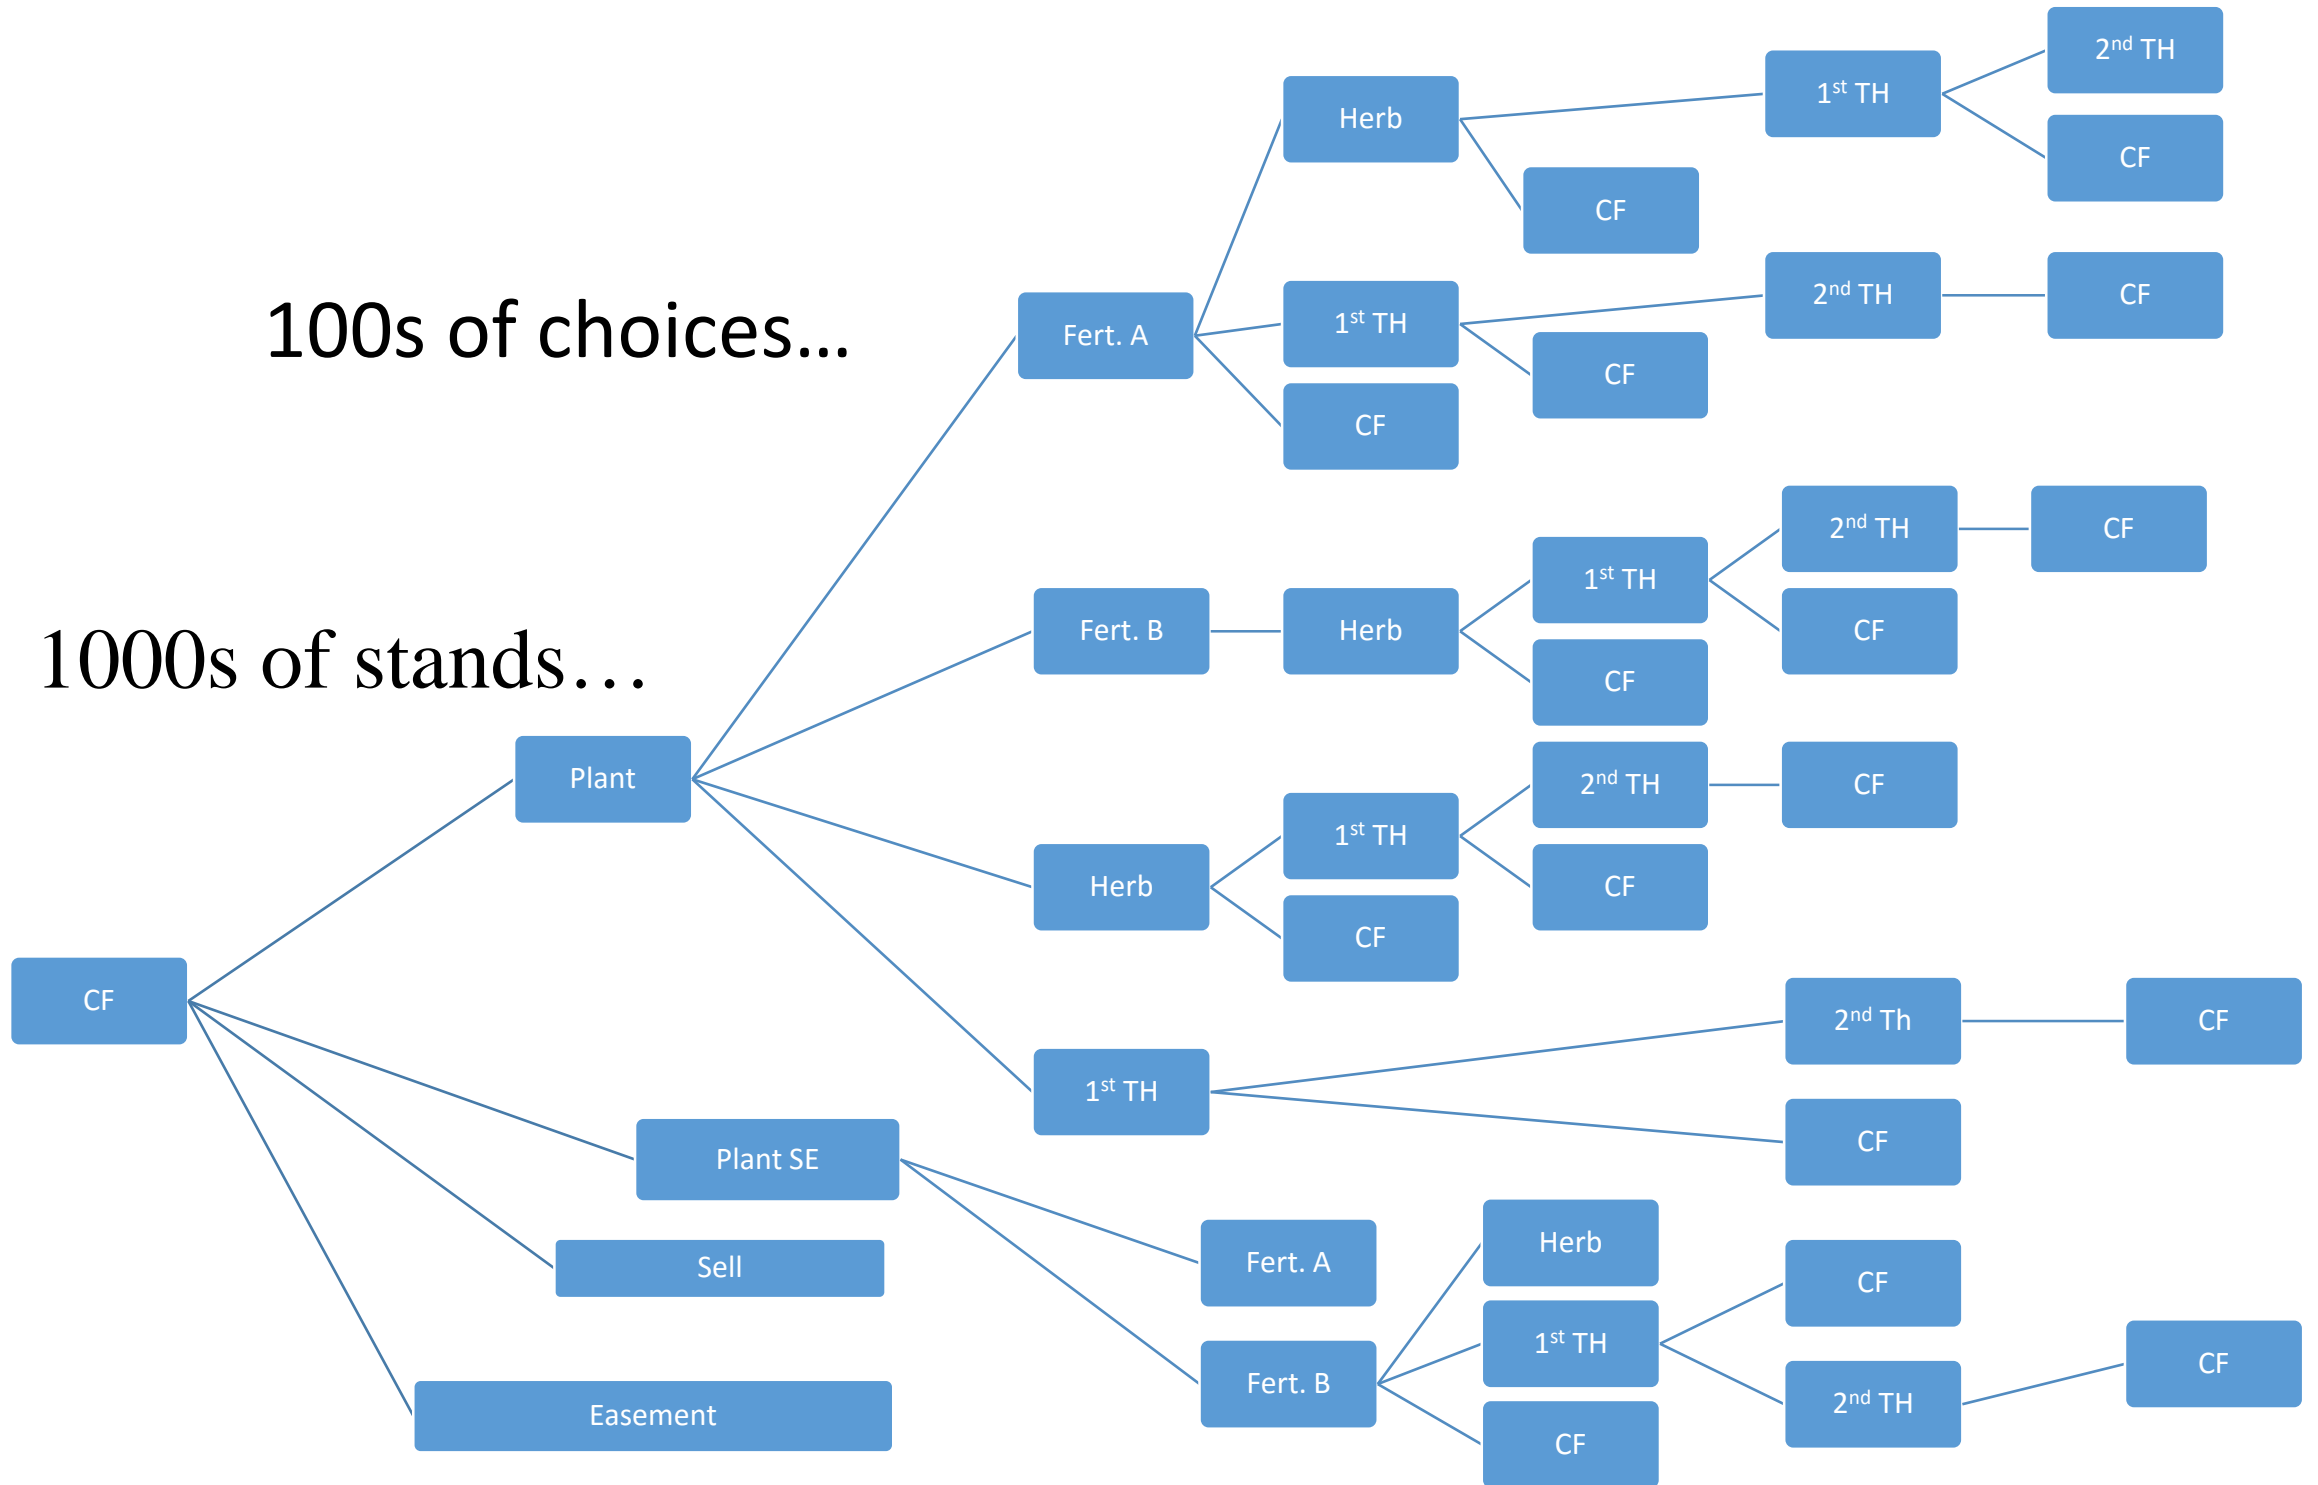 2nd TH
1st TH
Herb
CF
CF
100s of choices...
Fert. A
1st TH
2nd TH
CF
CF
CF
2nd TH
CF
1st TH
Fert. B
Herb
CF
1000s of stands…
CF
Plant
2nd TH
CF
1st TH
Herb
CF
CF
CF
2nd Th
CF
1st TH
CF
Plant SE
Herb
Sell
Fert. A
CF
1st TH
CF
Fert. B
2nd TH
Easement
CF